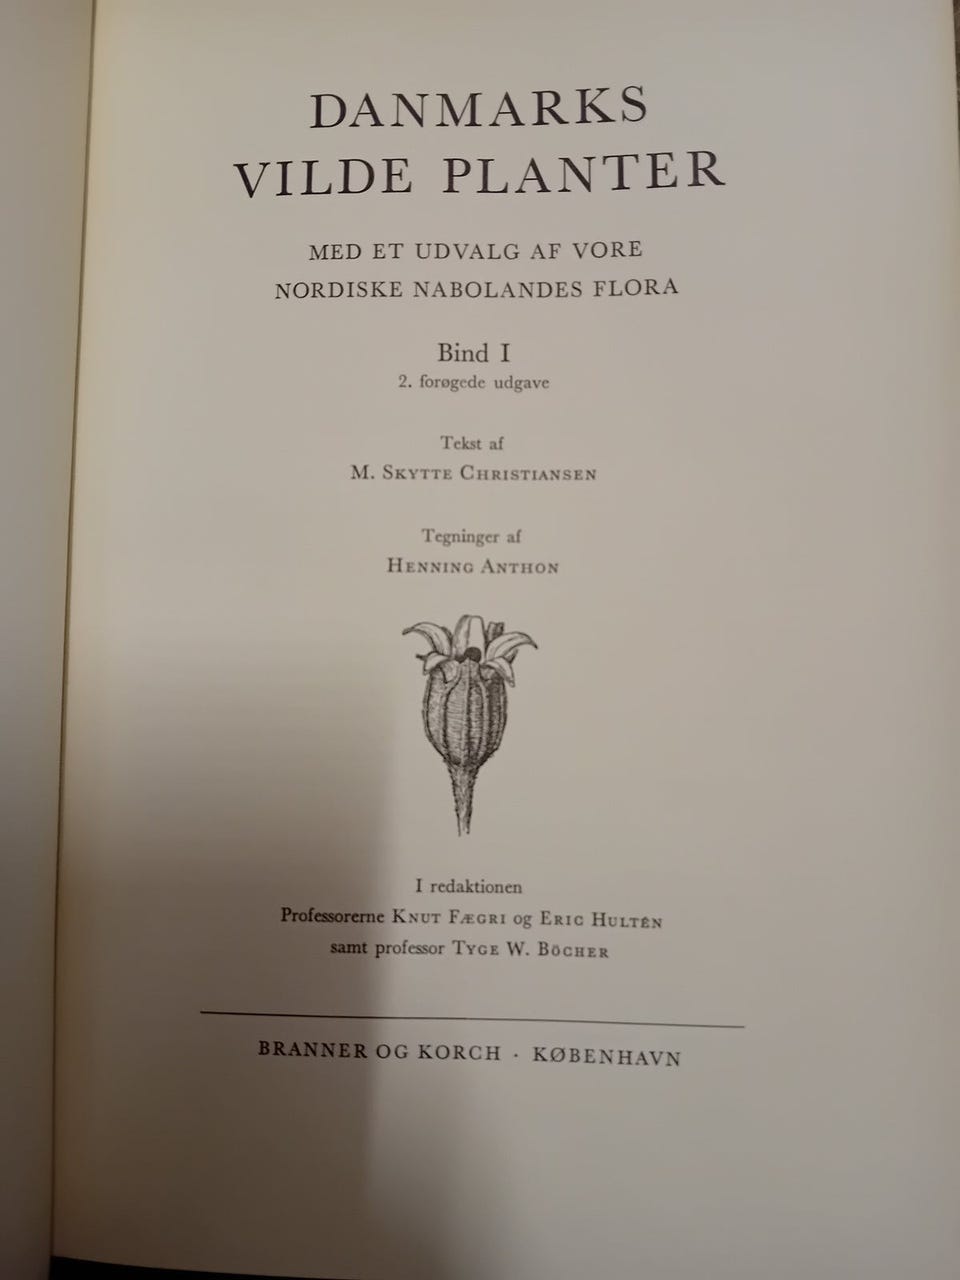 DANMARKS
VILDE PLANTER
MED ET UDVALG AF VORE
NORDISKE NABOLANDES FLORA
Bind I
2. forøgede udgave
Tekst af
M. SKYTTE CHRISTIANSEN
Tegninger af
HENNING ANTHON
I redaktionen
Professorerne KNUT FÆGRI og ERIC HULTÉN
samt professor TYGE W. BÖCHER
BRANNER OG KORCH · KØBENHAVN